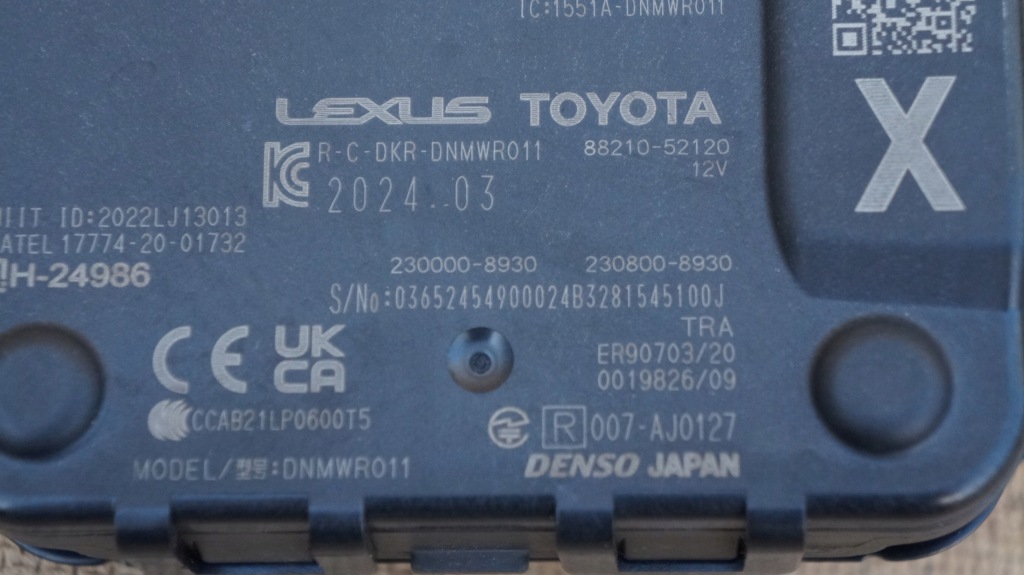 IC:1551A-DNMWR011
LEXUS TOYOTA
R-C-DKR-DNMWR011 88210-52120
12V
2024.03
ID:2022LJ13013
17774-20-01732
H-24986
230000-8930 230800-8930
S/No:03652454900024B3281545100J
TRA
ER90703/20
0019826/09
CE UK CA
CCAB21LP0600T5
R 007-AJ0127
MODEL/型号:DNMWR011
DENSO JAPAN
X